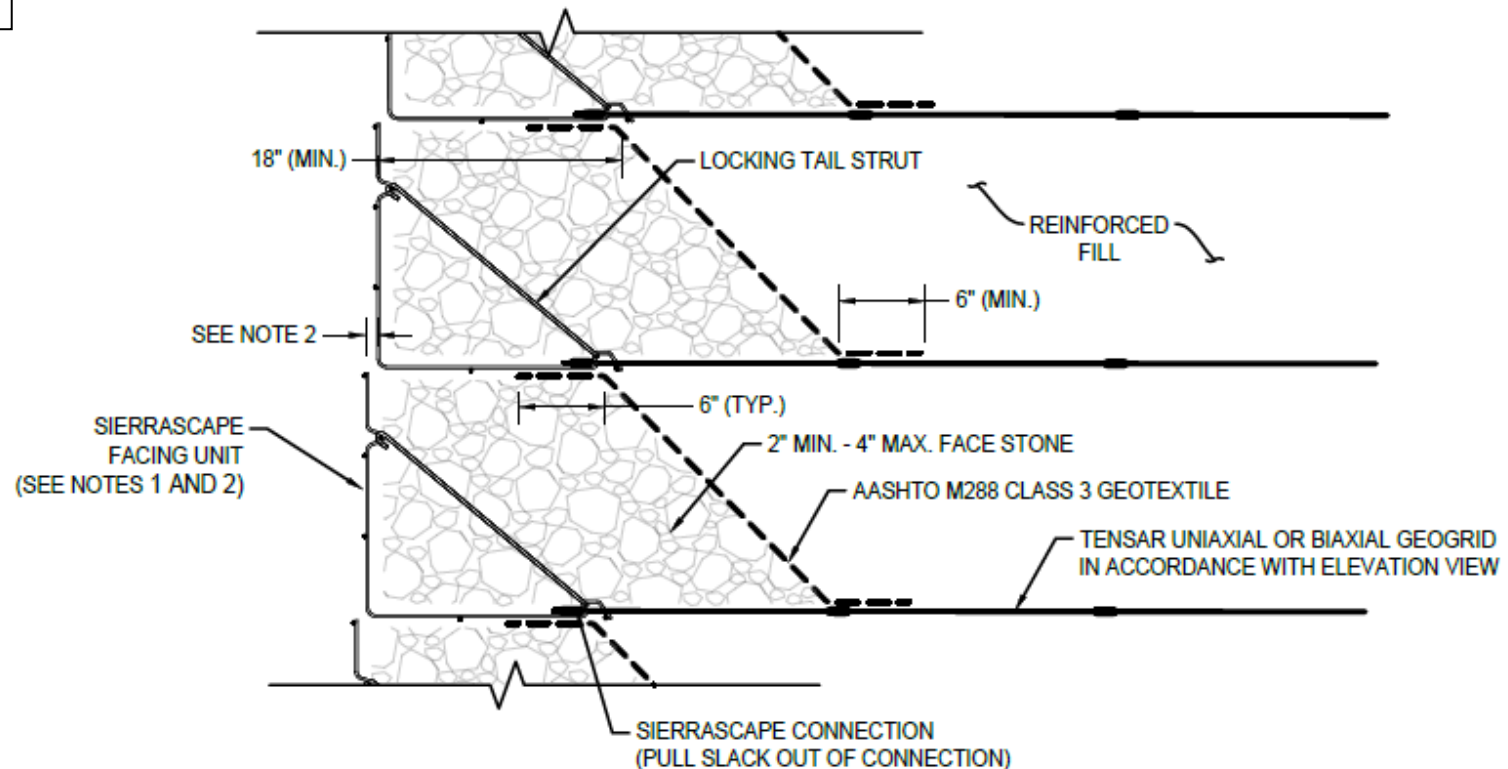 18" (MIN.)
LOCKING TAIL STRUT
REINFORCED
FILL
6" (MIN.)
SEE NOTE 2
6" (TYP.)
SIERRASCAPE
FACING UNIT
(SEE NOTES 1 AND 2)
2" MIN. - 4" MAX. FACE STONE
AASHTO M288 CLASS 3 GEOTEXTILE
TENSAR UNIAXIAL OR BIAXIAL GEOGRID
IN ACCORDANCE WITH ELEVATION VIEW
SIERRASCAPE CONNECTION
(PULL SLACK OUT OF CONNECTION)